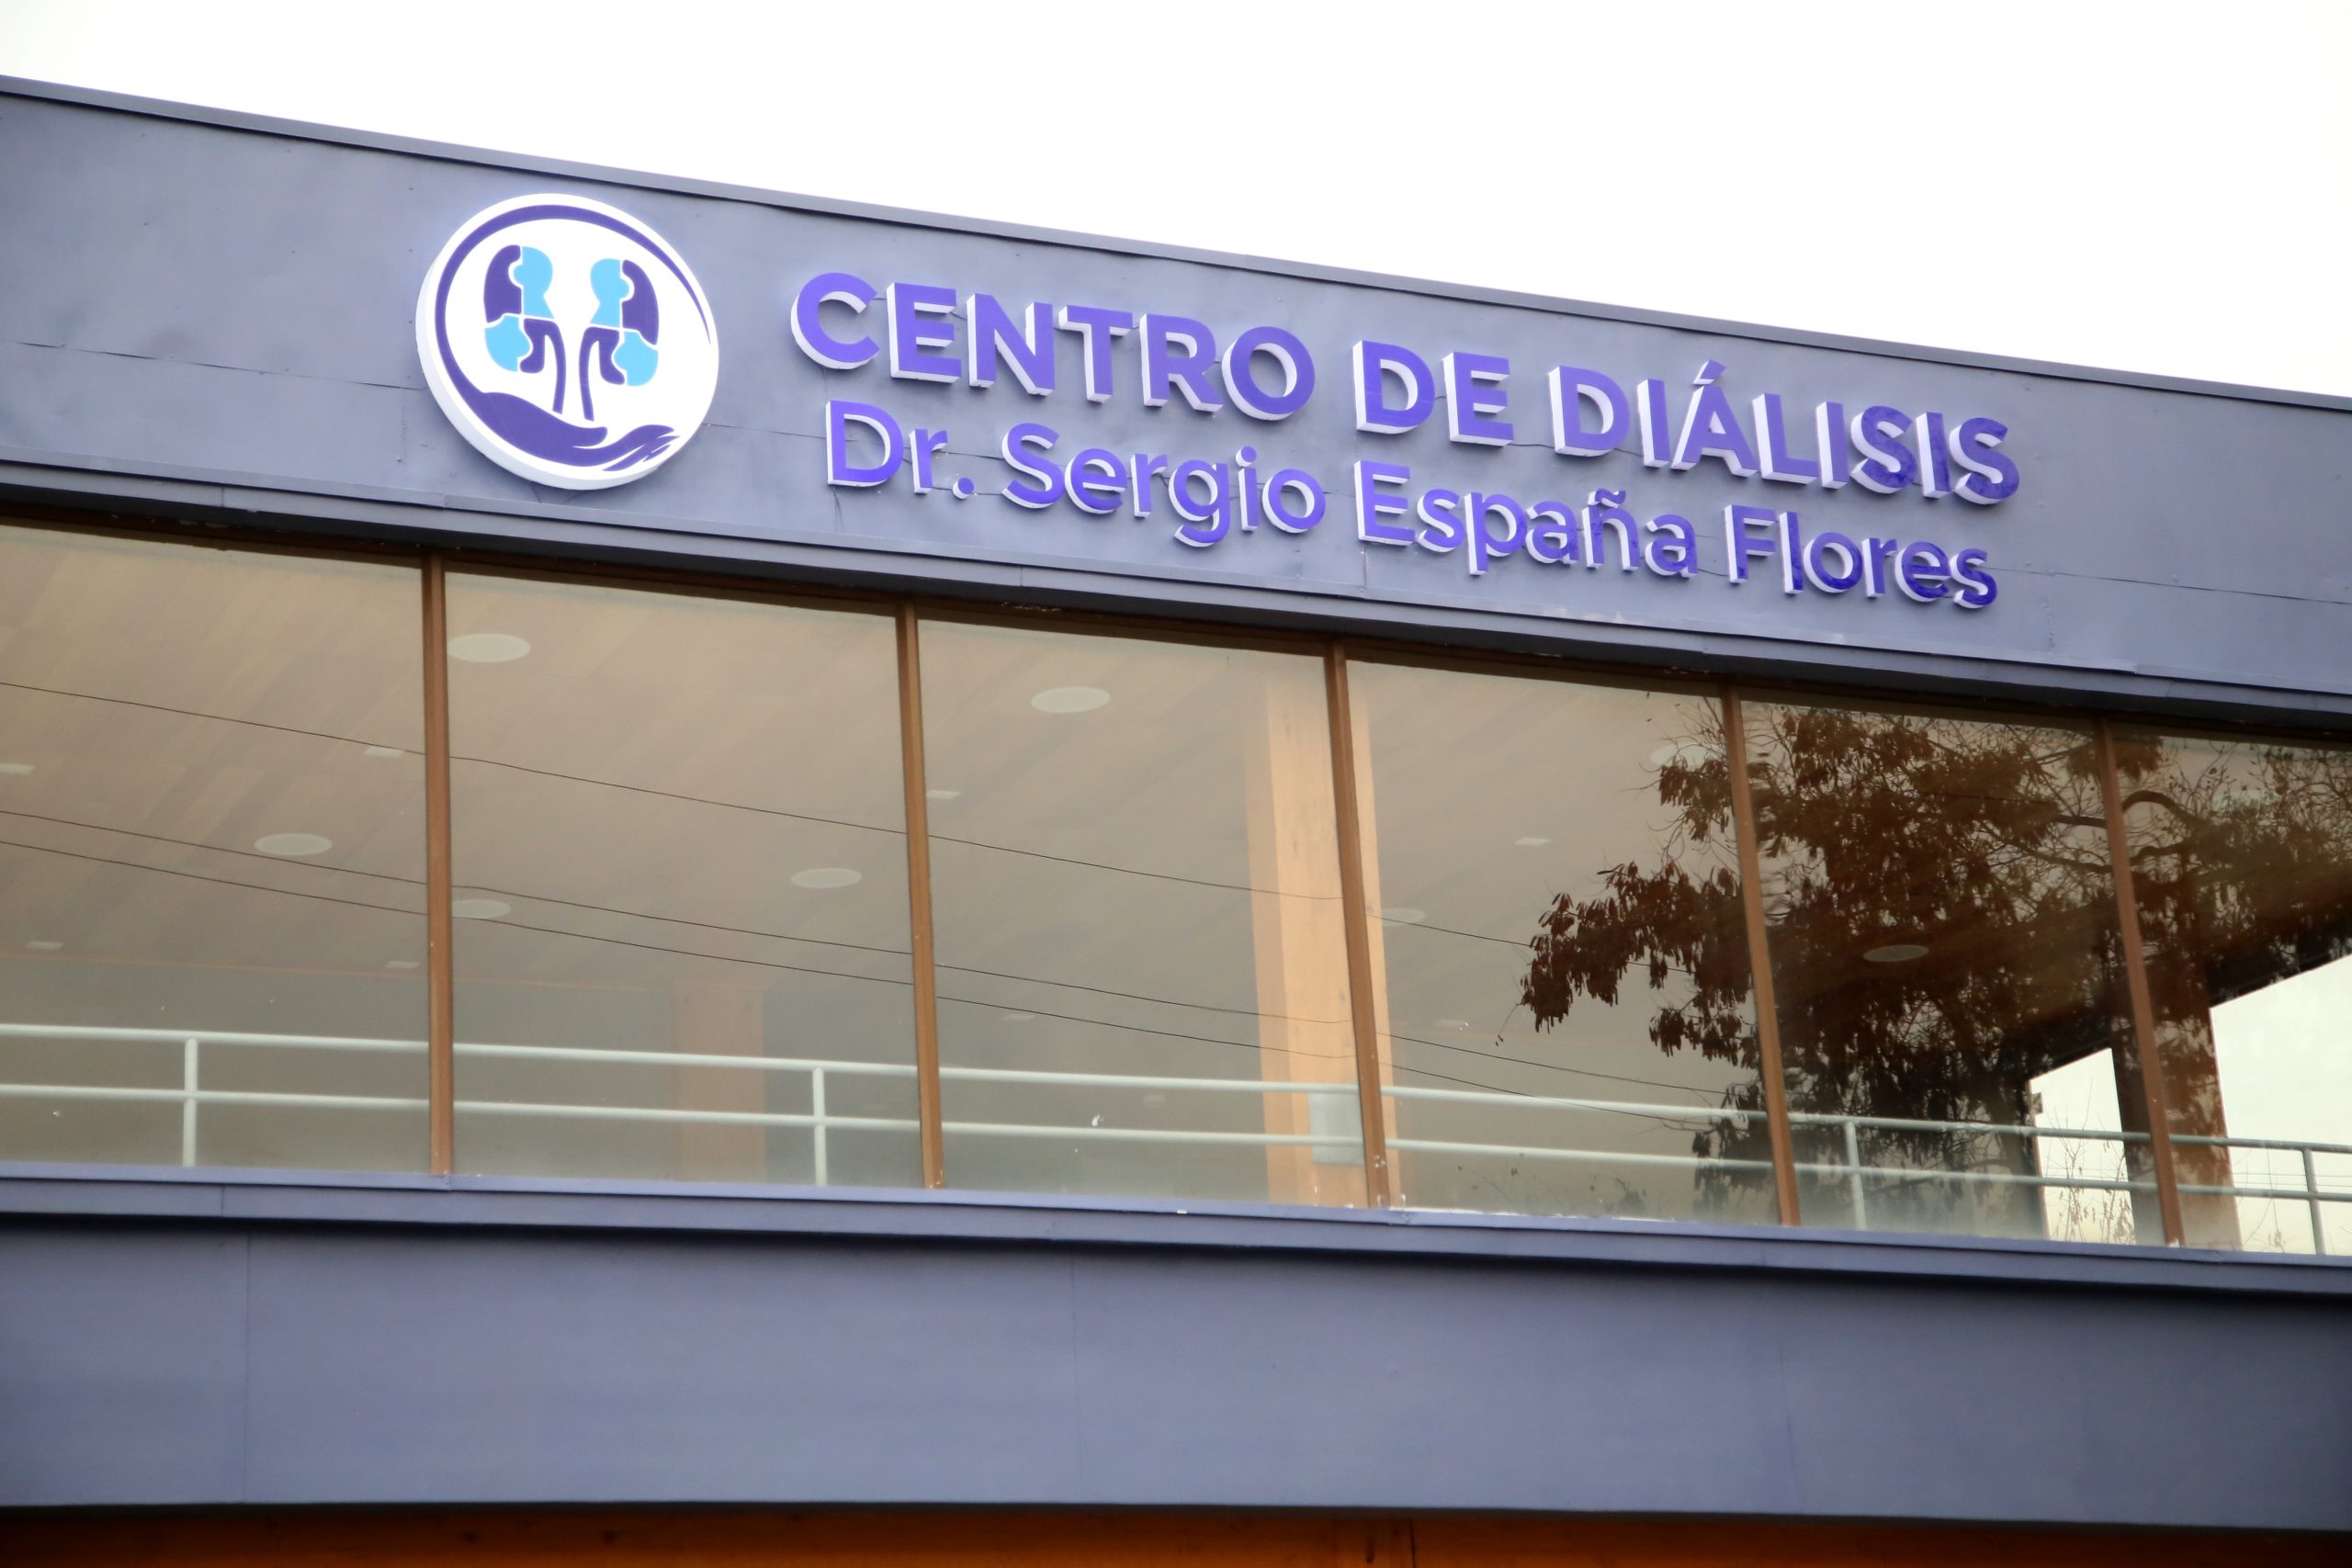 CENTRO DE DIÁLISIS
Dr. Sergio España Flores